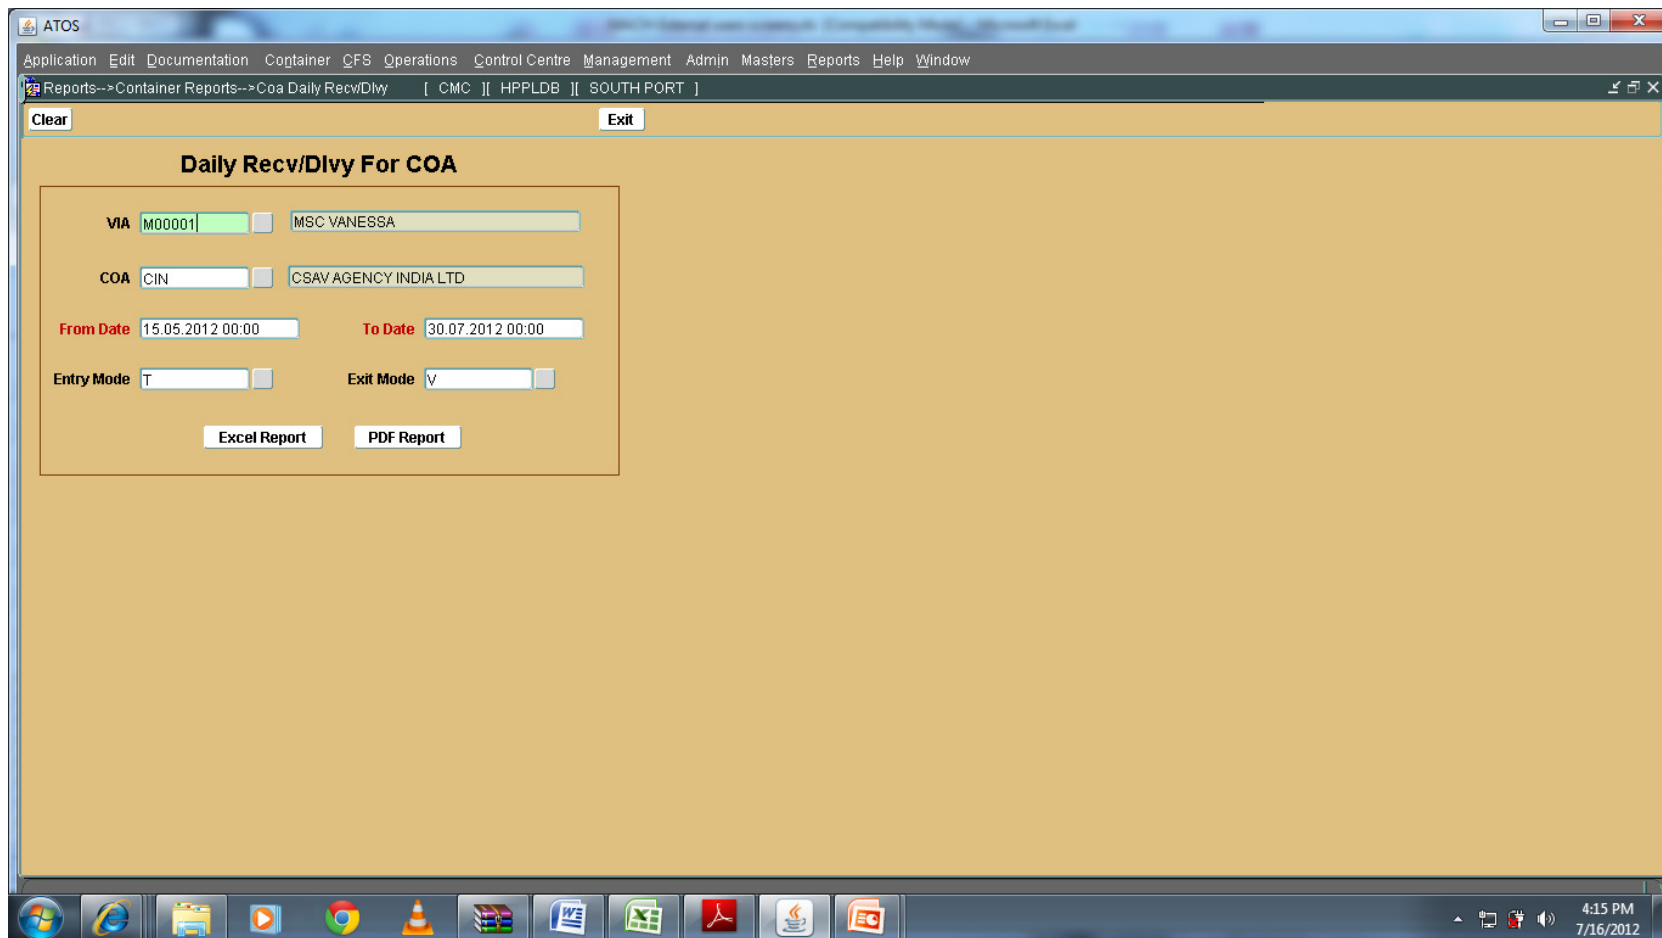 ATOS
Application Edit Documentation Container CFS Operations Control Centre Management Admin Masters Reports Help Window
Reports-->Container Reports-->Coa Daily Recv/Dlvy [ CMC ][ HPPLDB ][ SOUTH PORT ]
Clear Exit
Daily Recv/Dlvy For COA
VIA M00001 MSC VANESSA
COA CIN CSAV AGENCY INDIA LTD
From Date 15.05.2012 00:00 To Date 30.07.2012 00:00
Entry Mode T Exit Mode V
Excel Report PDF Report
4:15 PM
7/16/2012